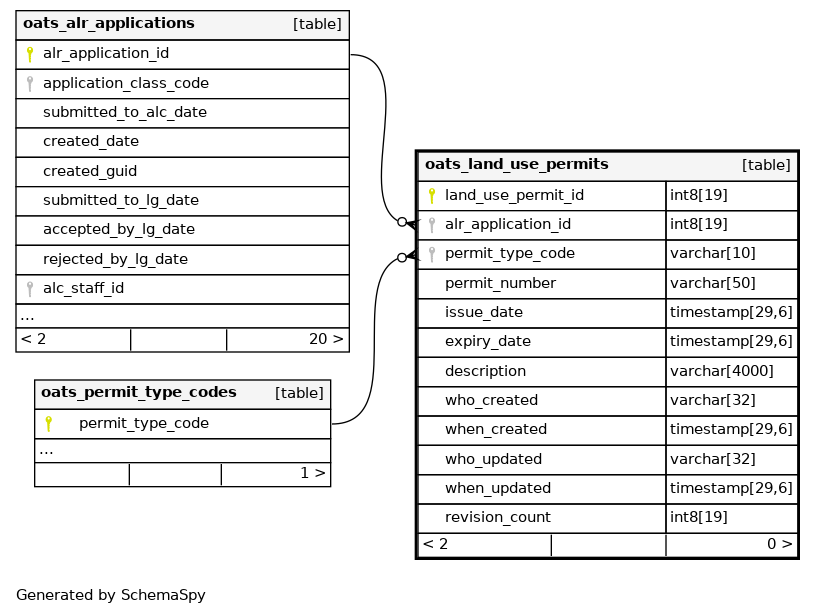 oats_alr_applications [table]
alr_application_id
application_class_code
submitted_to_alc_date
created_date
created_guid
submitted_to_lg_date
accepted_by_lg_date
rejected_by_lg_date
alc_staff_id
...
< 2 20 >
oats_permit_type_codes [table]
permit_type_code
...
1 >
oats_land_use_permits [table]
land_use_permit_id int8[19]
alr_application_id int8[19]
permit_type_code varchar[10]
permit_number varchar[50]
issue_date timestamp[29,6]
expiry_date timestamp[29,6]
description varchar[4000]
who_created varchar[32]
when_created timestamp[29,6]
who_updated varchar[32]
when_updated timestamp[29,6]
revision_count int8[19]
< 2 0 >
Generated by SchemaSpy